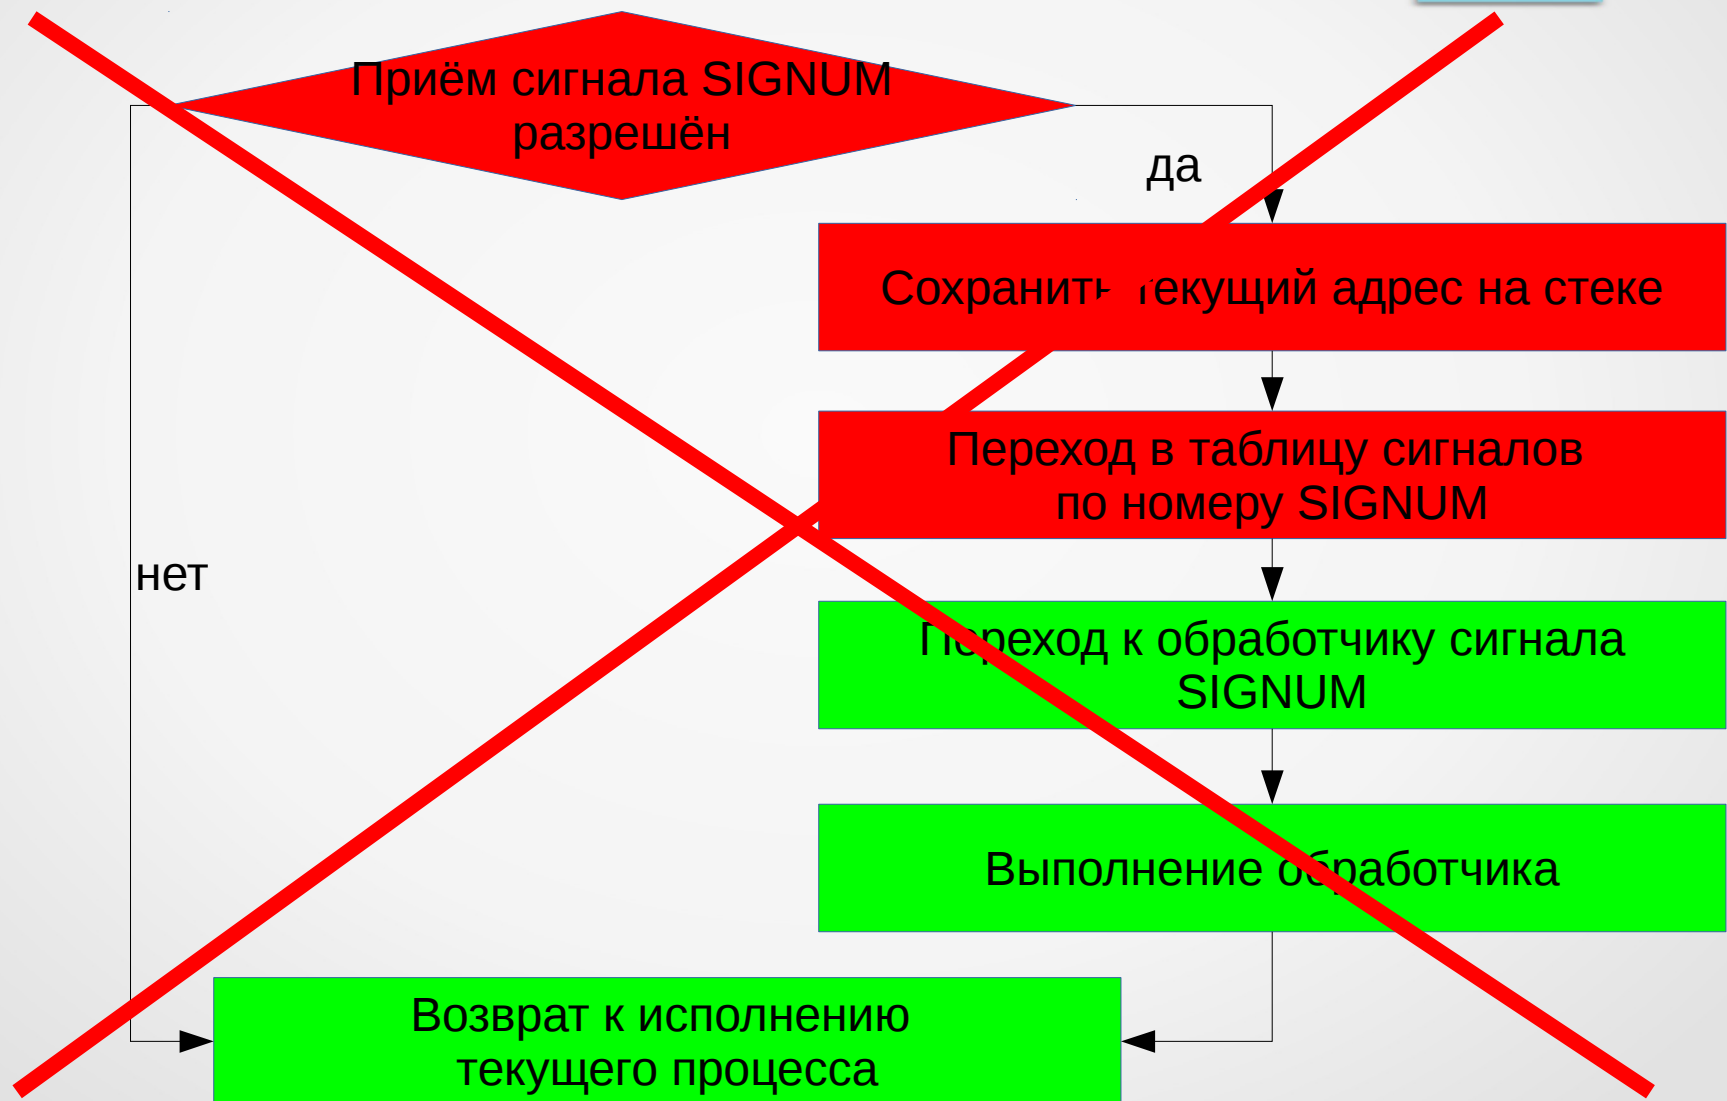 Приём сигнала SIGNUM
разрешён
да
Сохранить текущий адрес на стеке
Переход в таблицу сигналов
по номеру SIGNUM
нет
Переход к обработчику сигнала
SIGNUM
Выполнение обработчика
Возврат к исполнению
текущего процесса